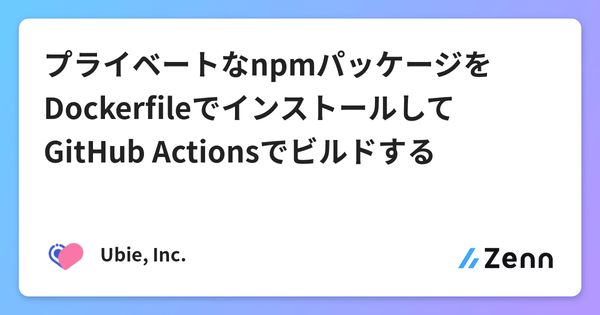 プライベートなnpmパッケージを
Dockerfileでインストールして
GitHub Actionsでビルドする
Ubie, Inc.
Zenn